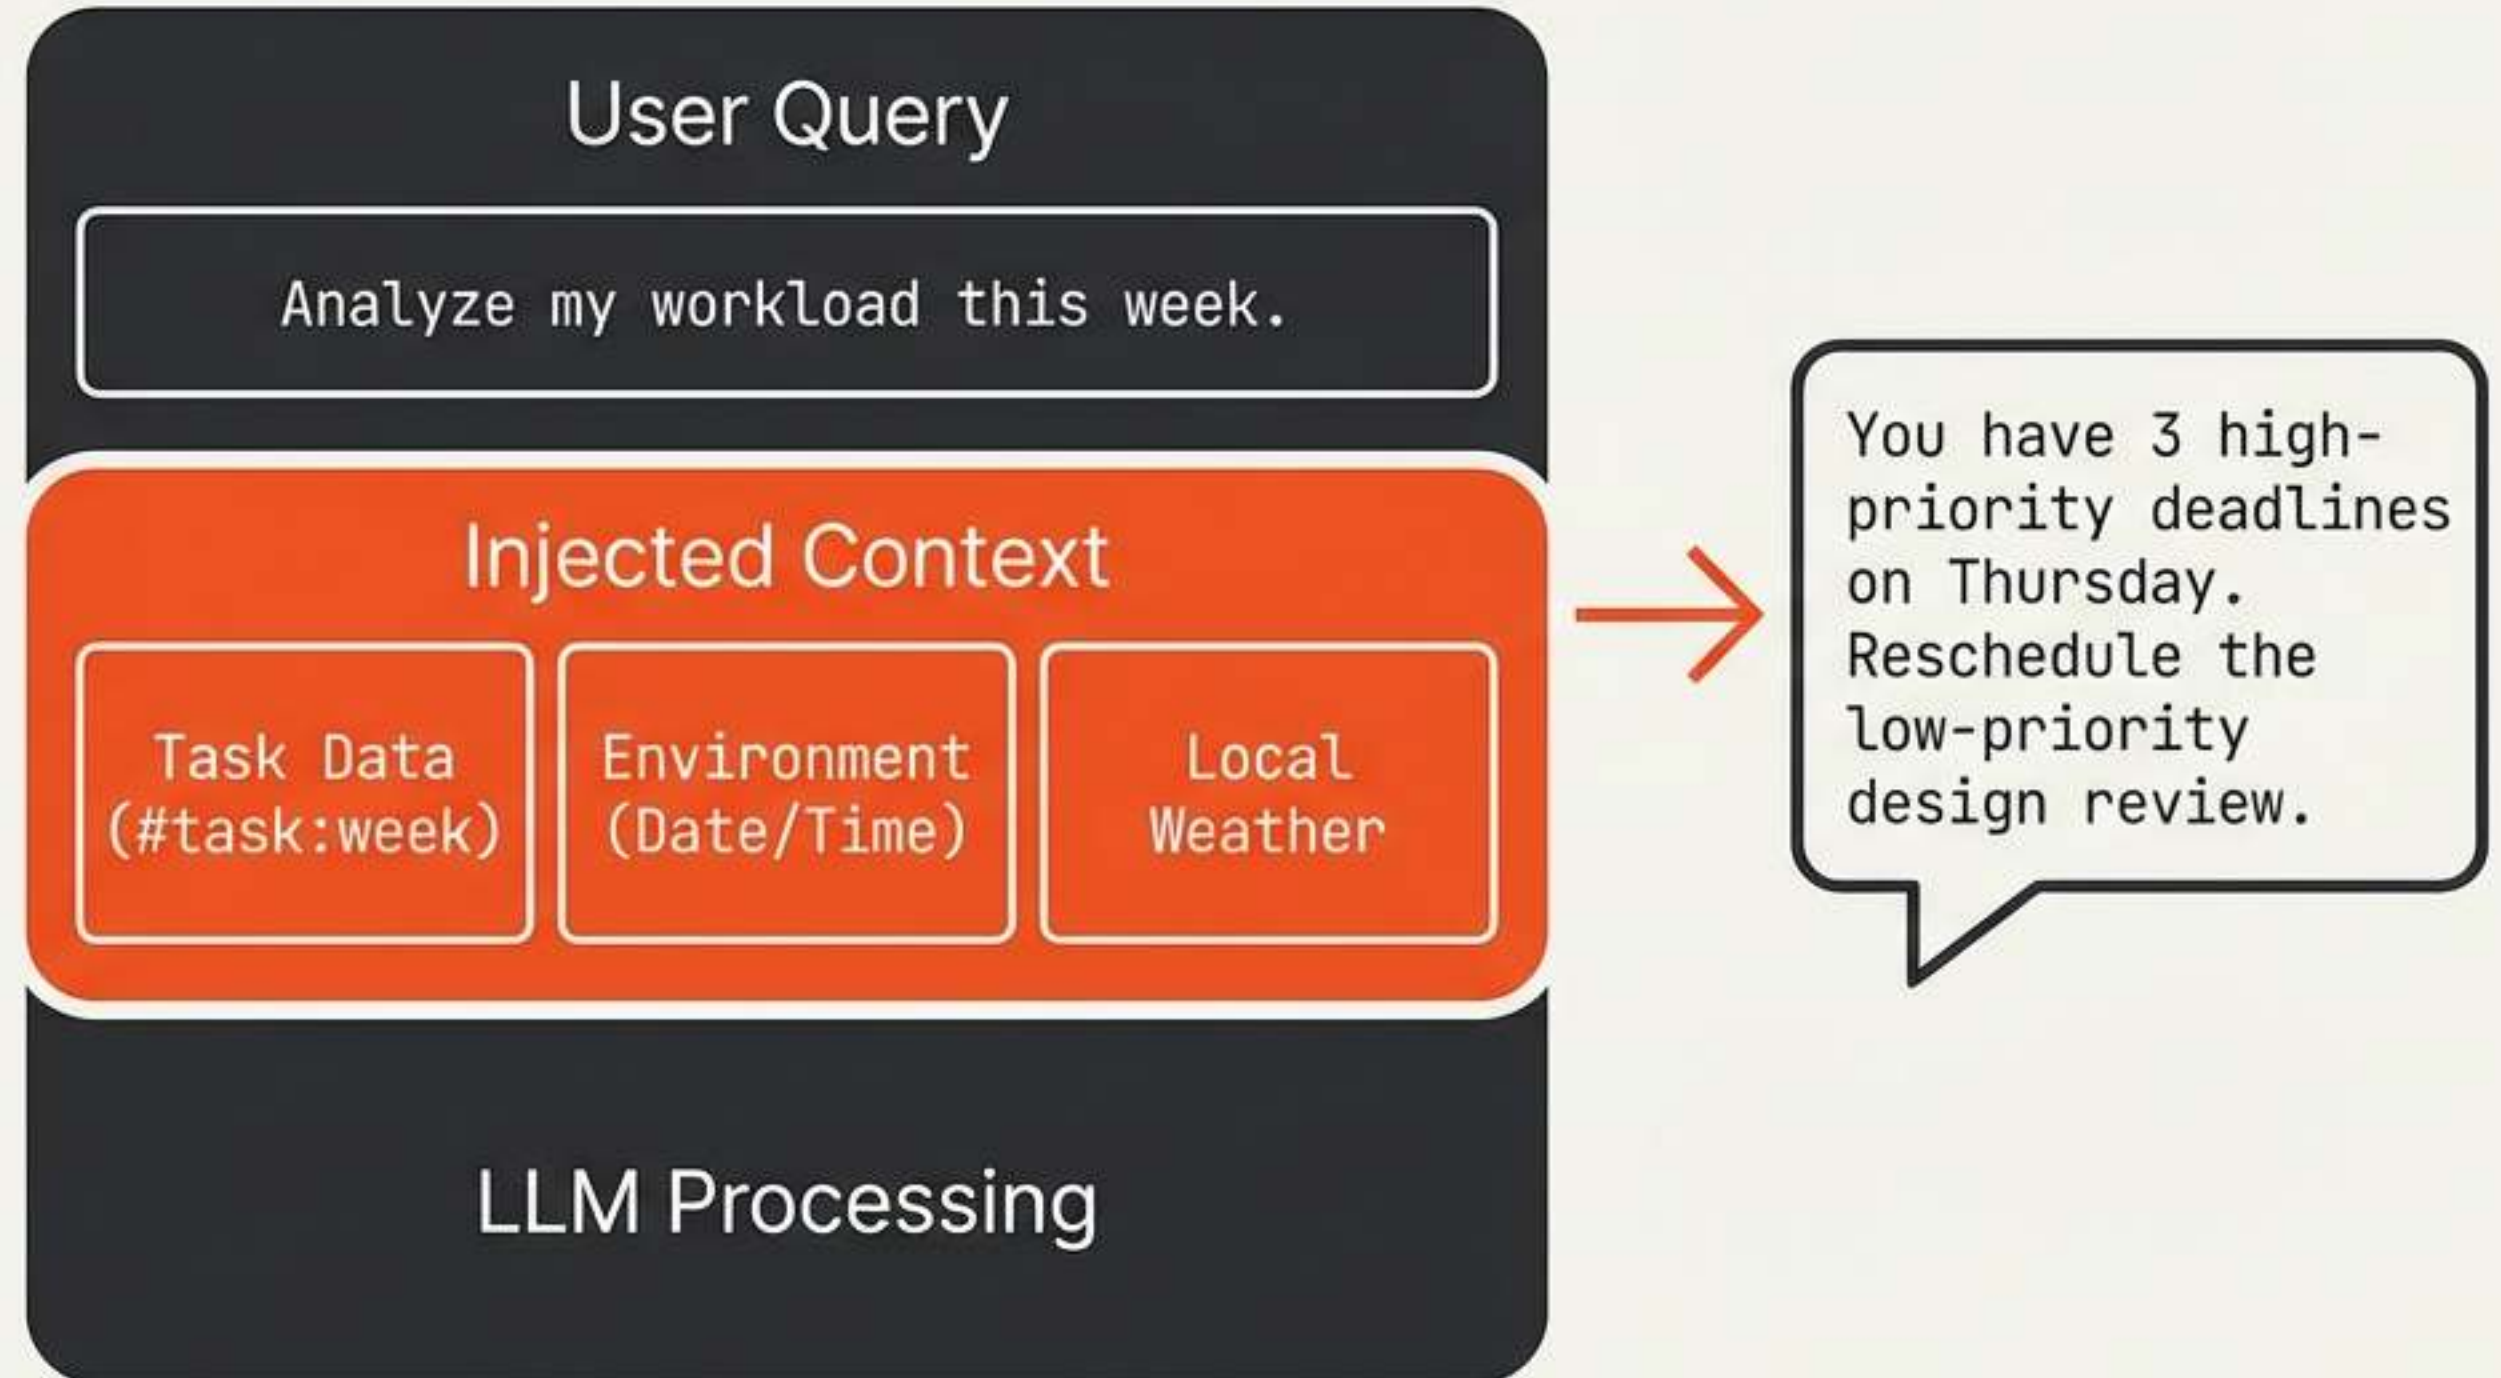 User Query
Analyze my workload this week.
Injected Context
Task Data
(#task:week)
Environment
(Date/Time)
Local
Weather
LLM Processing
You have 3 high-
priority deadlines
on Thursday.
Reschedule the
low-priority
design review.